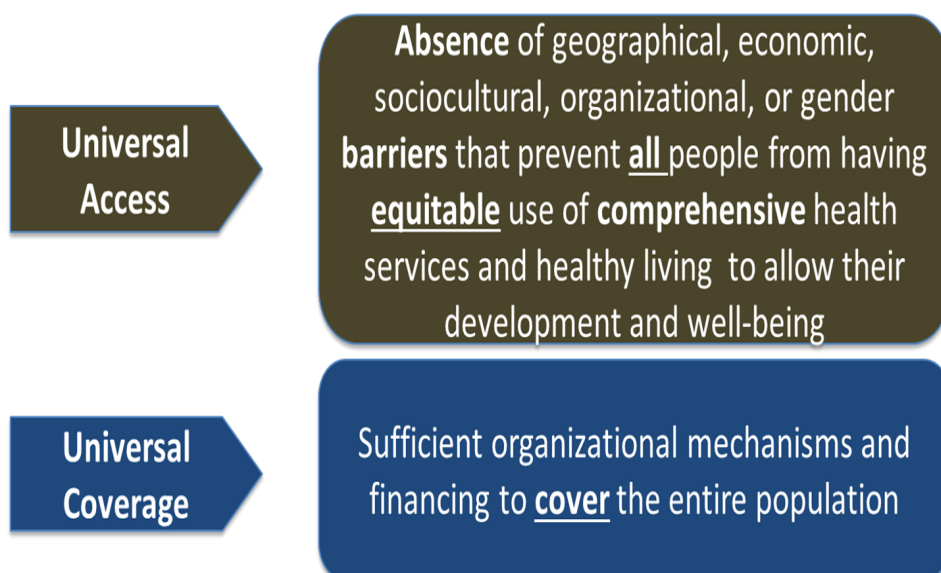 Universal
Access
Absence of geographical, economic,
sociocultural, organizational, or gender
barriers that prevent all people from having
equitable use of comprehensive health
services and healthy living to allow their
development and well-being
Universal
Coverage
Sufficient organizational mechanisms and
financing to cover the entire population